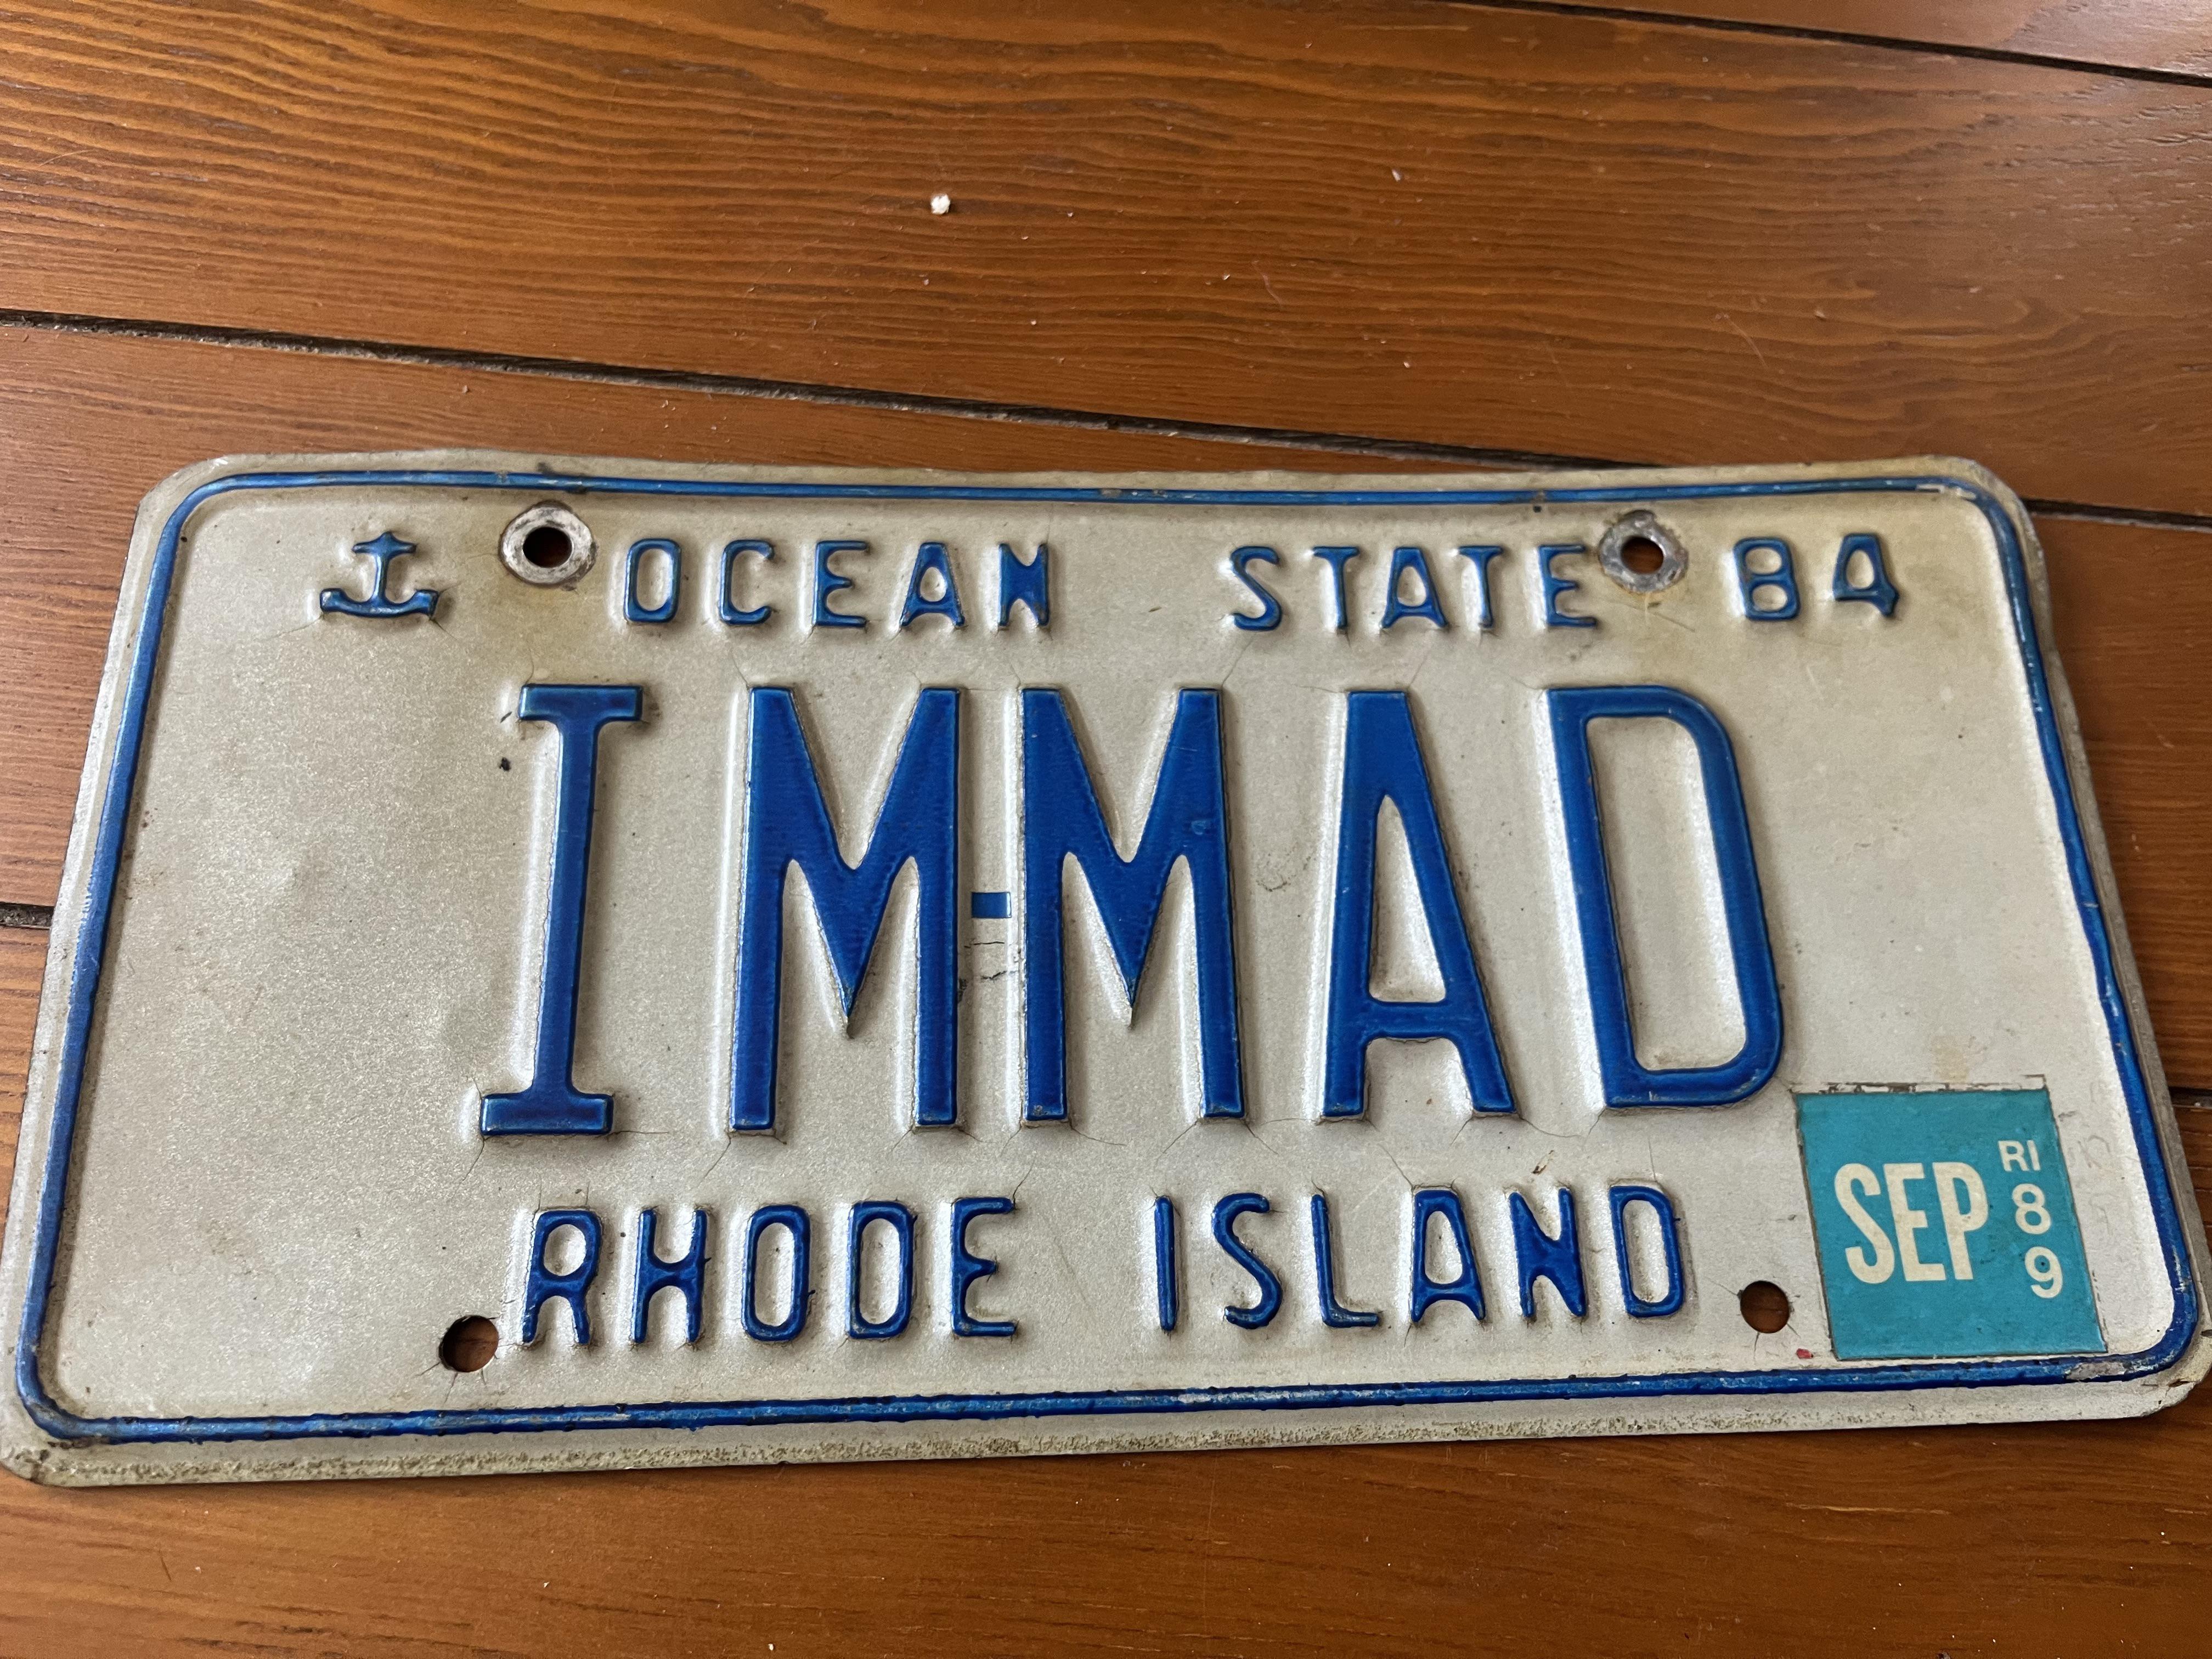 OCEAN STATE 84
IM-MAD
RHODE ISLAND
SEP
RI
89